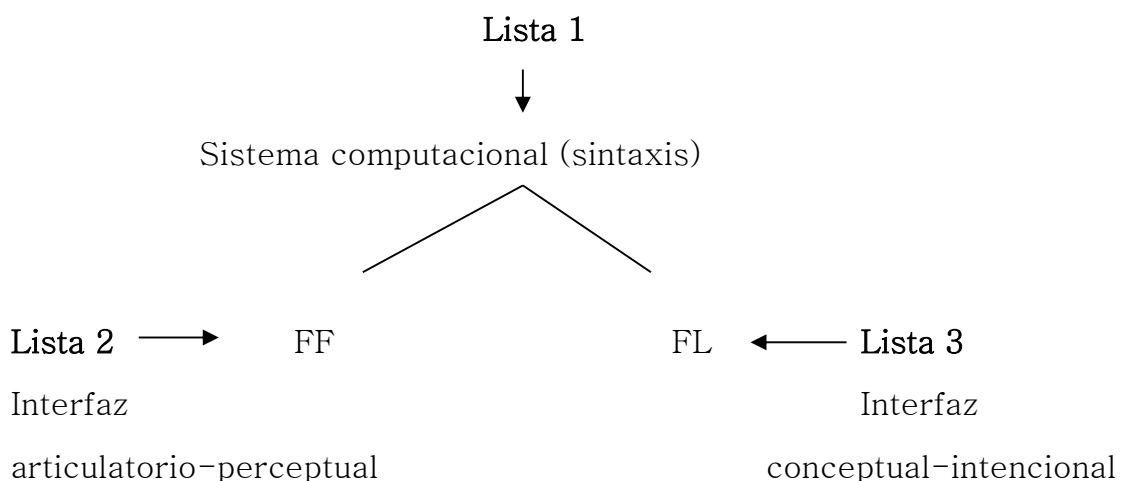 Lista 1
Sistema computacional (sintaxis)
Lista 2 FF FL Lista 3
Interfaz Interfaz
articulatorio-perceptual conceptual-intencional